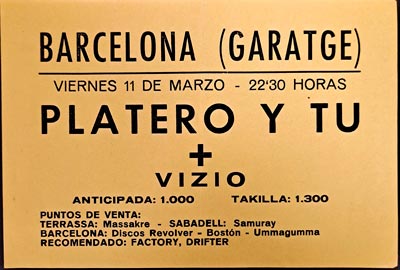 BARCELONA (GARATGE)
VIERNES 11 DE MARZO - 22'30 HORAS
PLATERO Y TU
+
VIZIO
ANTICIPADA: 1.000 TAKILLA: 1.300
PUNTOS DE VENTA:
TERRASSA: Massakre - SABADELL: Samuray
BARCELONA: Discos Revolver - Bostón - Ummagumma
RECOMENDADO: FACTORY, DRIFTER